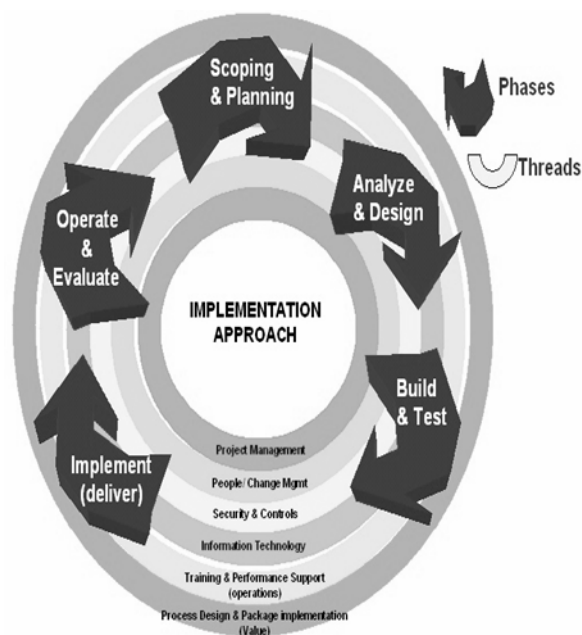 Scoping
& Planning
Phases
Threads
Analyze
& Design
Operate
&
Evaluate
IMPLEMENTATION
APPROACH
Build
& Test
Implement
(deliver)
Project Management
People/ Change Mgmt
Security & Controls
Information Technology
Training & Performance Support
(operations)
Process Design & Package implementation
(Value)